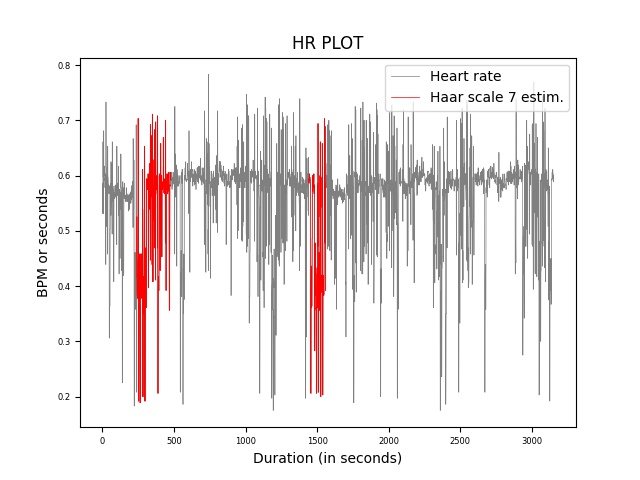 HR PLOT
Heart rate
Haar scale 7 estim.
BPM or seconds
0.8
0.7
0.6
0.5
0.4
0.3
0.2
0 500 1000 1500 2000 2500 3000
Duration (in seconds)